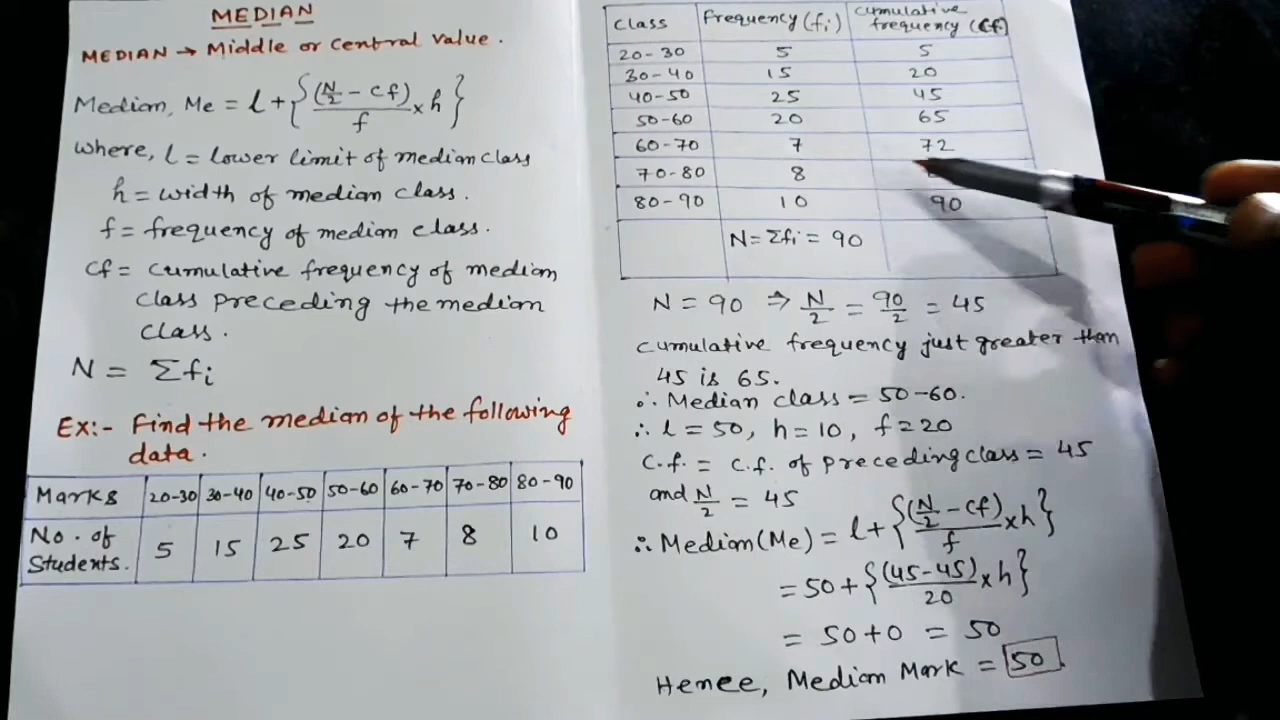 MEDIAN
MEDIAN → Middle or central value.
Median, Me = l + {(N/2 - cf)/f × h}
where, l = lower limit of median class
h = width of median class.
f = frequency of median class.
cf = cumulative frequency of median
class preceding the median
class.
N = Σfi
Ex:- Find the median of the following
data.
Marks 20-30 30-40 40-50 50-60 60-70 70-80 80-90
No. of
Students. 5 15 25 20 7 8 10
Class Frequency (fi) Cumulative
frequency (cf)
20-30 5 5
30-40 15 20
40-50 25 45
50-60 20 65
60-70 7 72
70-80 8
80-90 10 90
N = Σfi = 90
N = 90 ⇒ N/2 = 90/2 = 45
cumulative frequency just greater than
45 is 65.
∴ Median class = 50-60.
∴ l = 50, h = 10, f = 20
C.f. = C.f. of preceding class = 45
and N/2 = 45
∴ Median (Me) = l + {(N/2 - cf)/f × h}
= 50 + {(45-45)/20 × h}
= 50 + 0 = 50
Hence, Median Mark = 50.